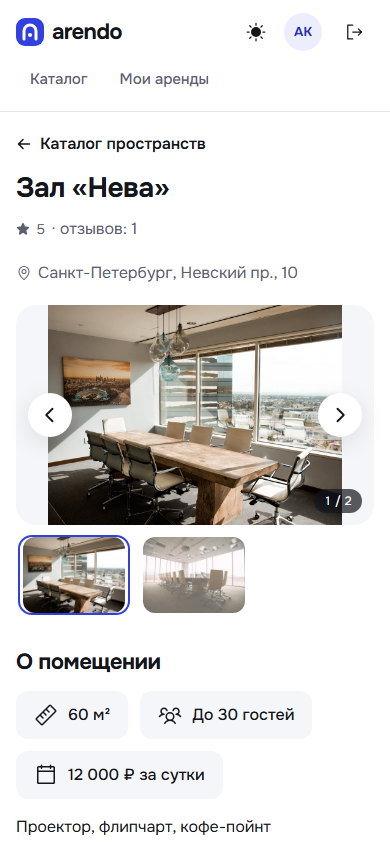 arendo
АК
Каталог
Мои аренды
Каталог пространств
Зал «Нева»
5 · отзывов: 1
Санкт-Петербург, Невский пр., 10
1 / 2
О помещении
60 м²
До 30 гостей
12 000 ₽ за сутки
Проектор, флипчарт, кофе-пойнт